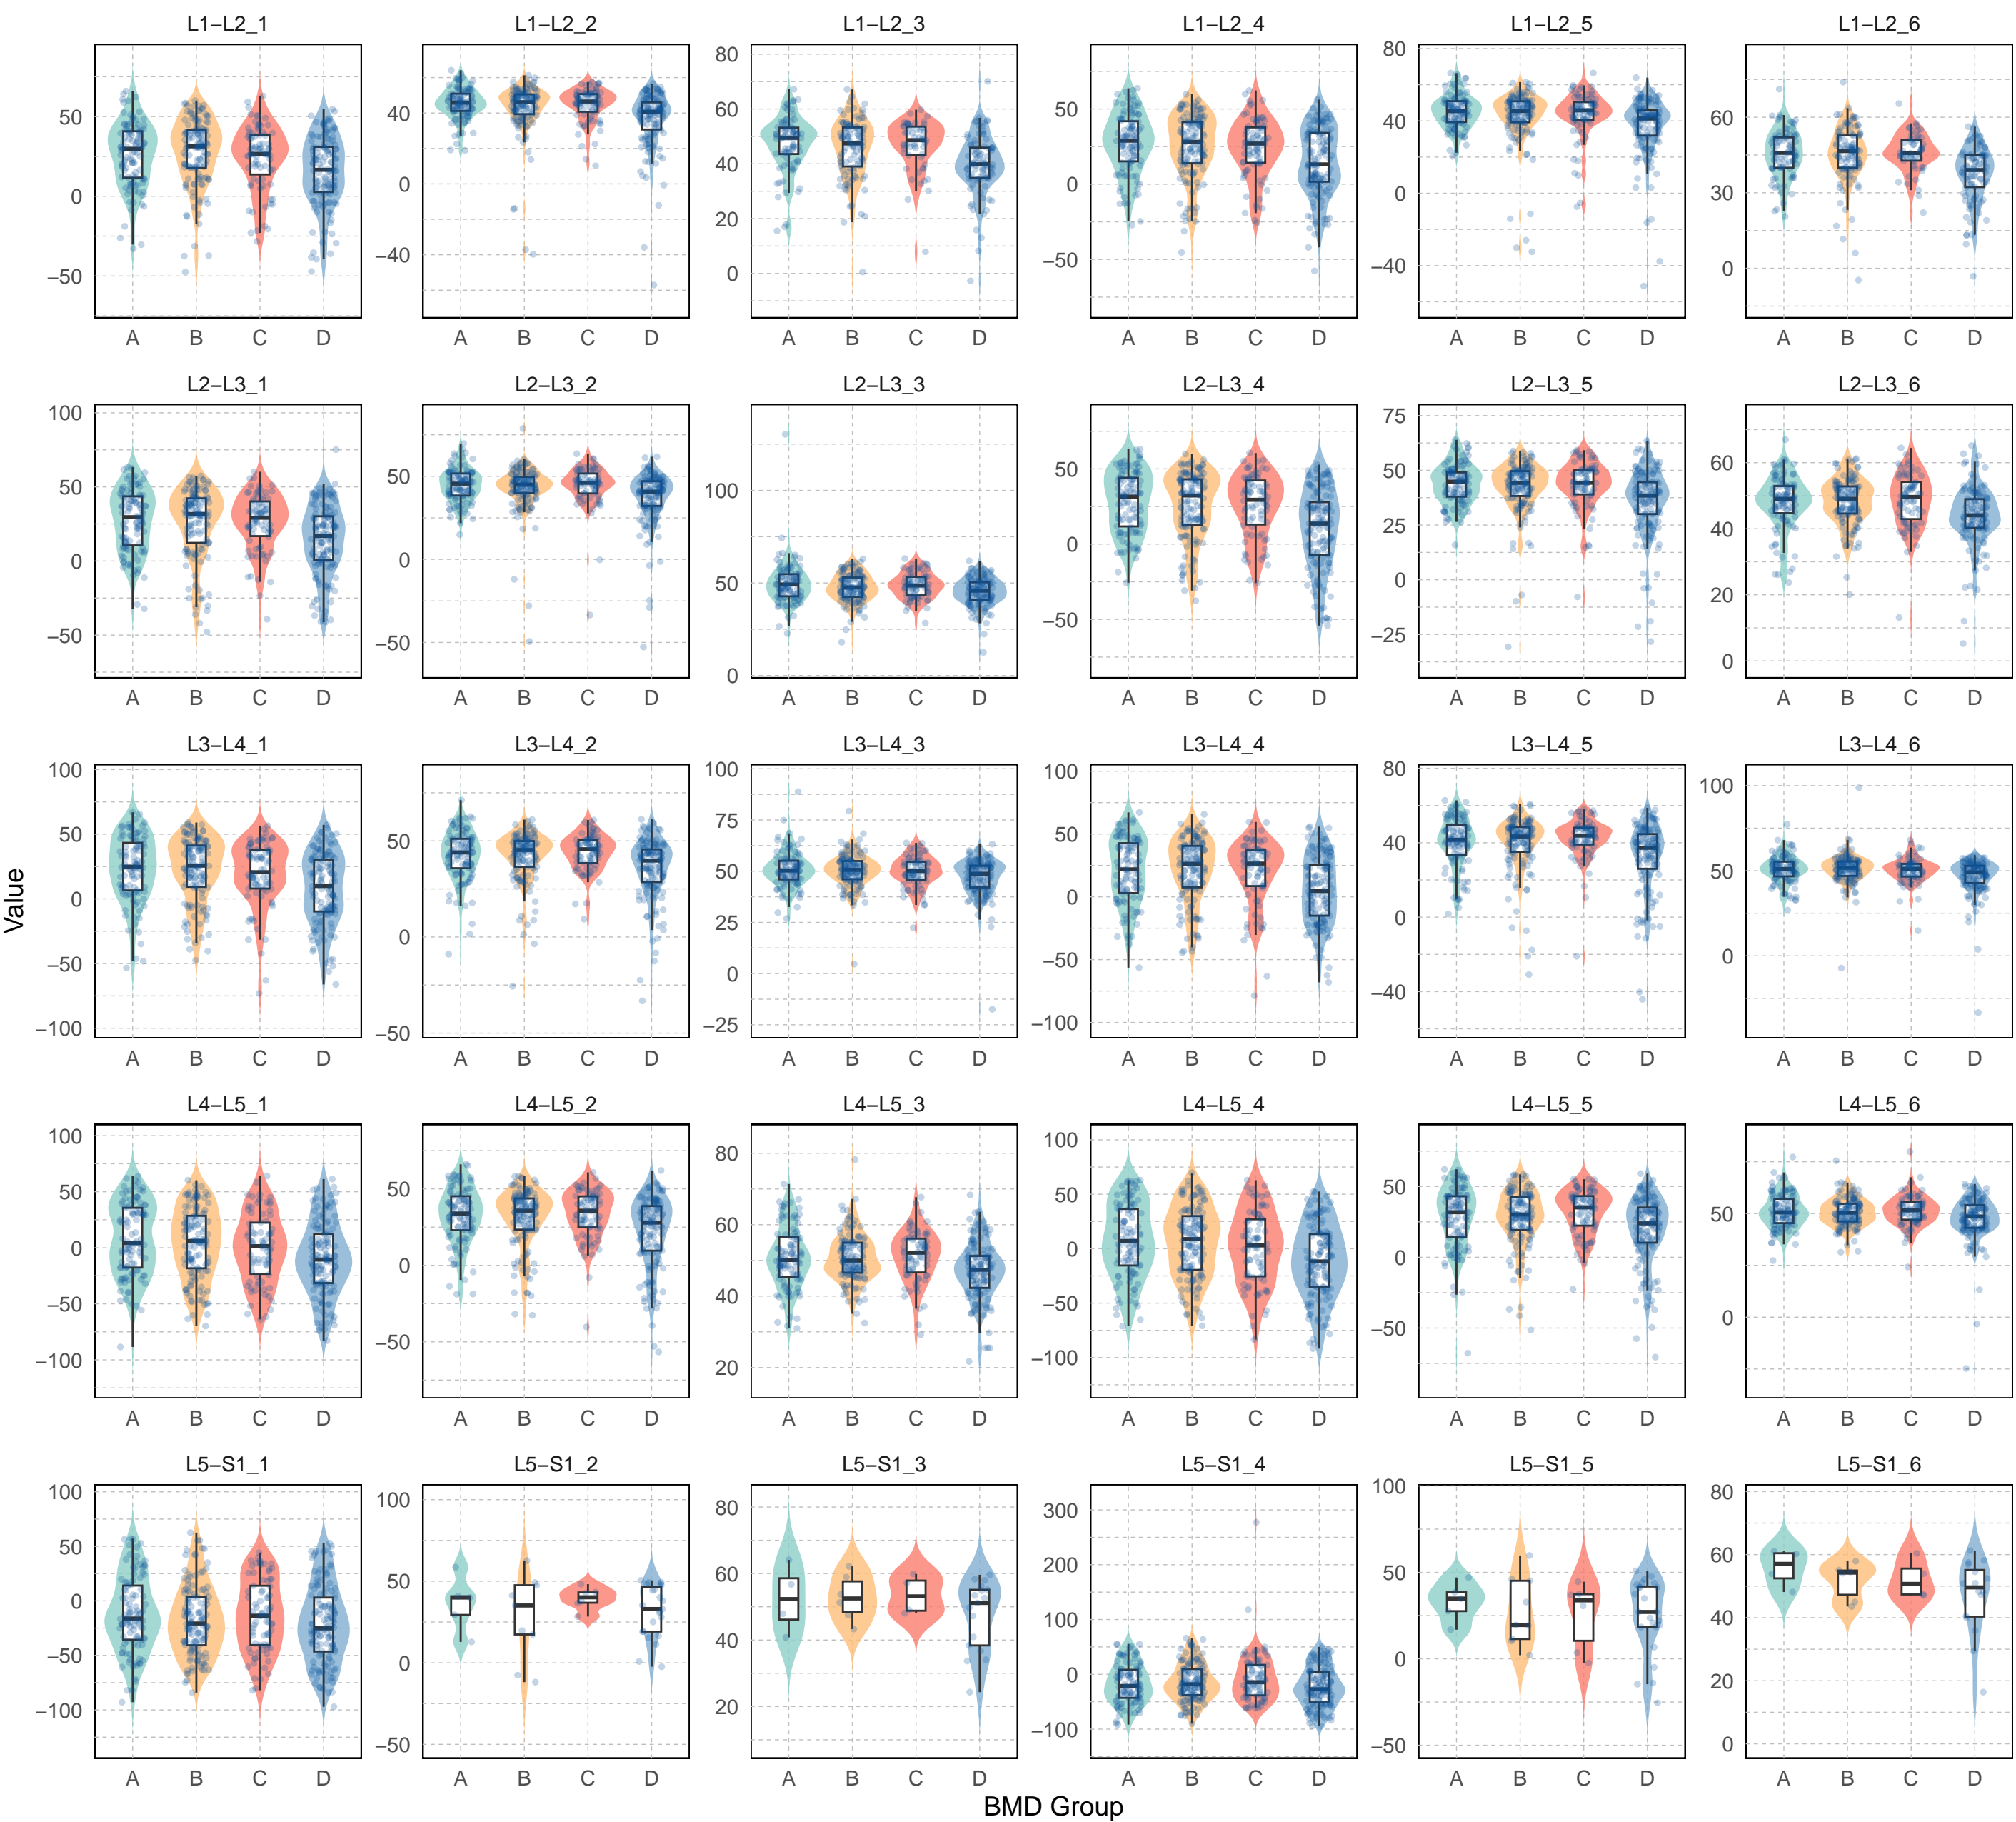 L1−L2_1 L1−L2_2 L1−L2_3 L1−L2_4 L1−L2_5 L1−L2_6
50 0 −50
40 0 −40
80 60 40 20 0
50 0 −50
80 40 0 −40
60 30 0
A B C D A B C D A B C D A B C D A B C D A B C D
L2−L3_1 L2−L3_2 L2−L3_3 L2−L3_4 L2−L3_5 L2−L3_6
100 50 0 −50
50 0 −50
100 50 0
50 0 −50
75 50 25 0 −25
60 40 20 0
A B C D A B C D A B C D A B C D A B C D A B C D
Value
L3−L4_1 L3−L4_2 L3−L4_3 L3−L4_4 L3−L4_5 L3−L4_6
100 50 0 −50 −100
50 0 −50
100 75 50 25 0 −25
100 50 0 −50 −100
80 40 0 −40
100 50 0
A B C D A B C D A B C D A B C D A B C D A B C D
L4−L5_1 L4−L5_2 L4−L5_3 L4−L5_4 L4−L5_5 L4−L5_6
100 50 0 −50 −100
50 0 −50
80 60 40 20
100 50 0 −50 −100
50 0 −50
50 0
A B C D A B C D A B C D A B C D A B C D A B C D
L5−S1_1 L5−S1_2 L5−S1_3 L5−S1_4 L5−S1_5 L5−S1_6
100 50 0 −50 −100
100 50 0 −50
80 60 40 20
300 200 100 0 −100
100 50 0 −50
80 60 40 20 0
A B C D A B C D A B C D A B C D A B C D A B C D
BMD Group